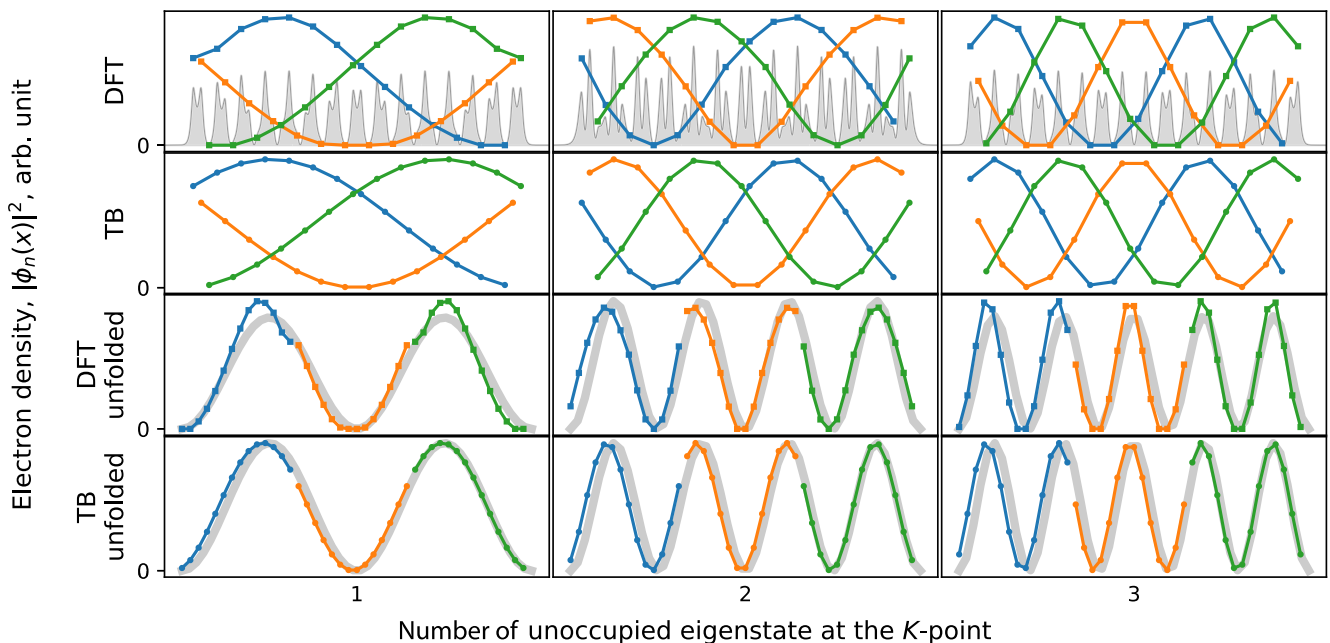 Electron density, |ϕₙ(x)|², arb. unit
DFT
0
TB
0
DFT
unfolded
0
TB
unfolded
0
1
2
3
Number of unoccupied eigenstate at the K-point